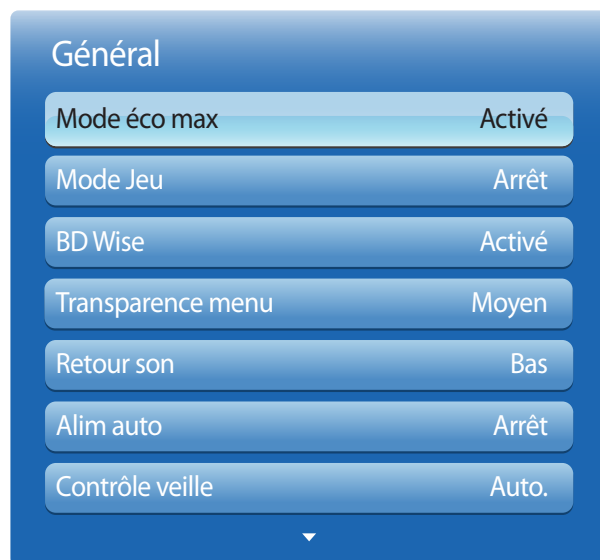 Général
Mode éco max Activé
Mode Jeu Arrêt
BD Wise Activé
Transparence menu Moyen
Retour son Bas
Alim auto Arrêt
Contrôle veille Auto.